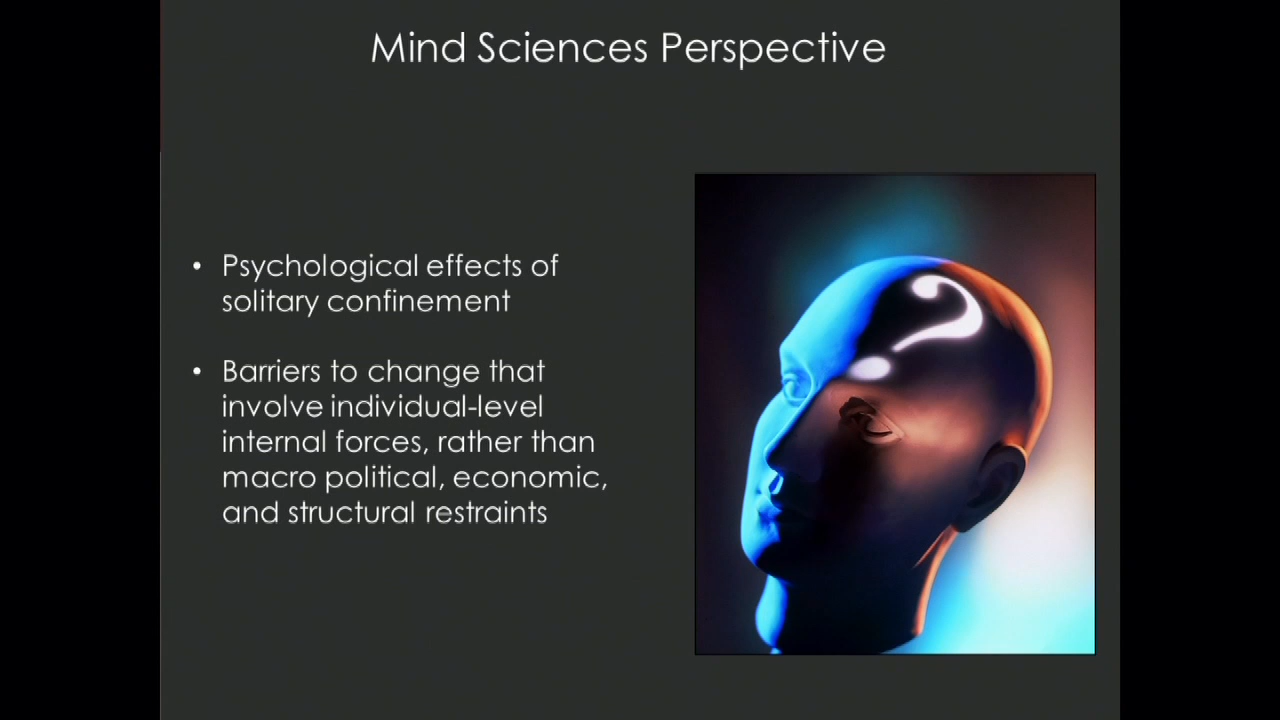 Mind Sciences Perspective
• Psychological effects of
solitary confinement
• Barriers to change that
involve individual-level
internal forces, rather than
macro political, economic,
and structural restraints
?